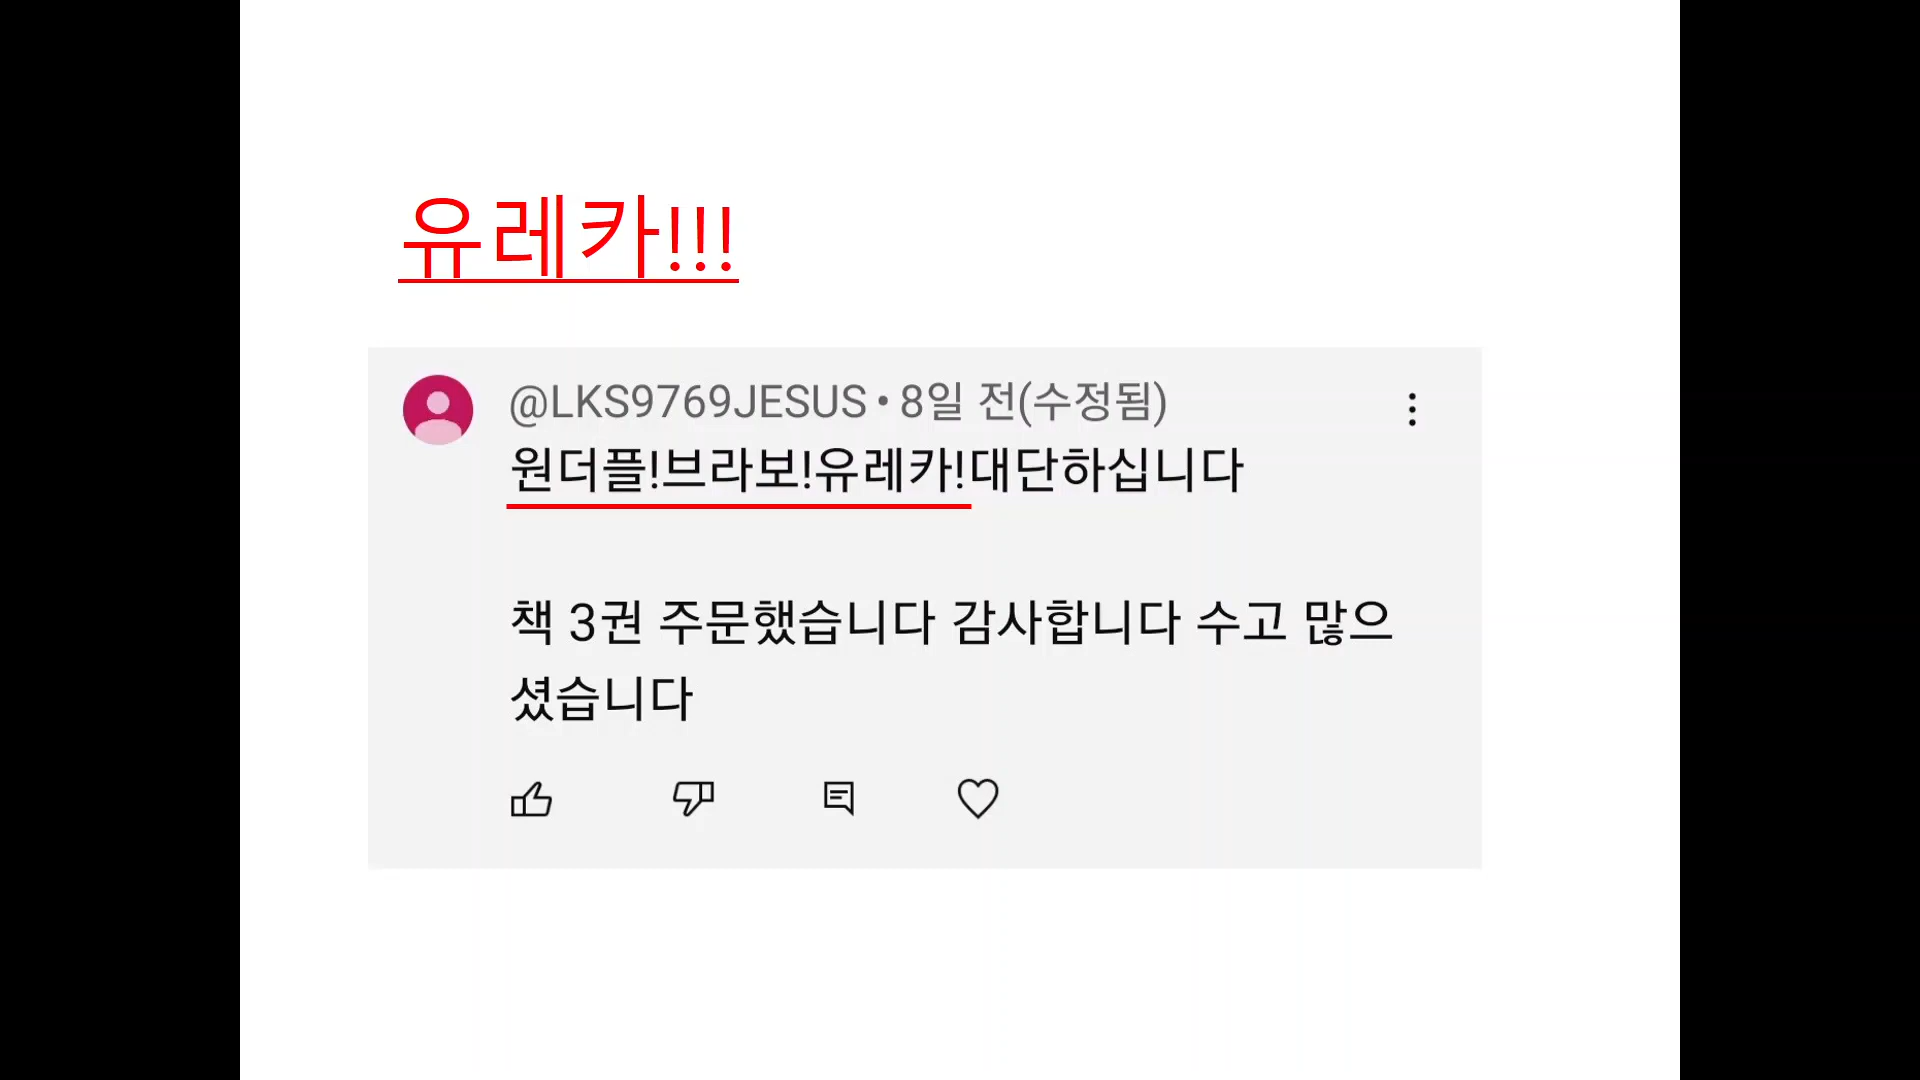 유레카!!!
@LKS9769JESUS • 8일 전(수정됨)
원더플!브라보!유레카!대단하십니다
책 3권 주문했습니다 감사합니다 수고 많으
셨습니다